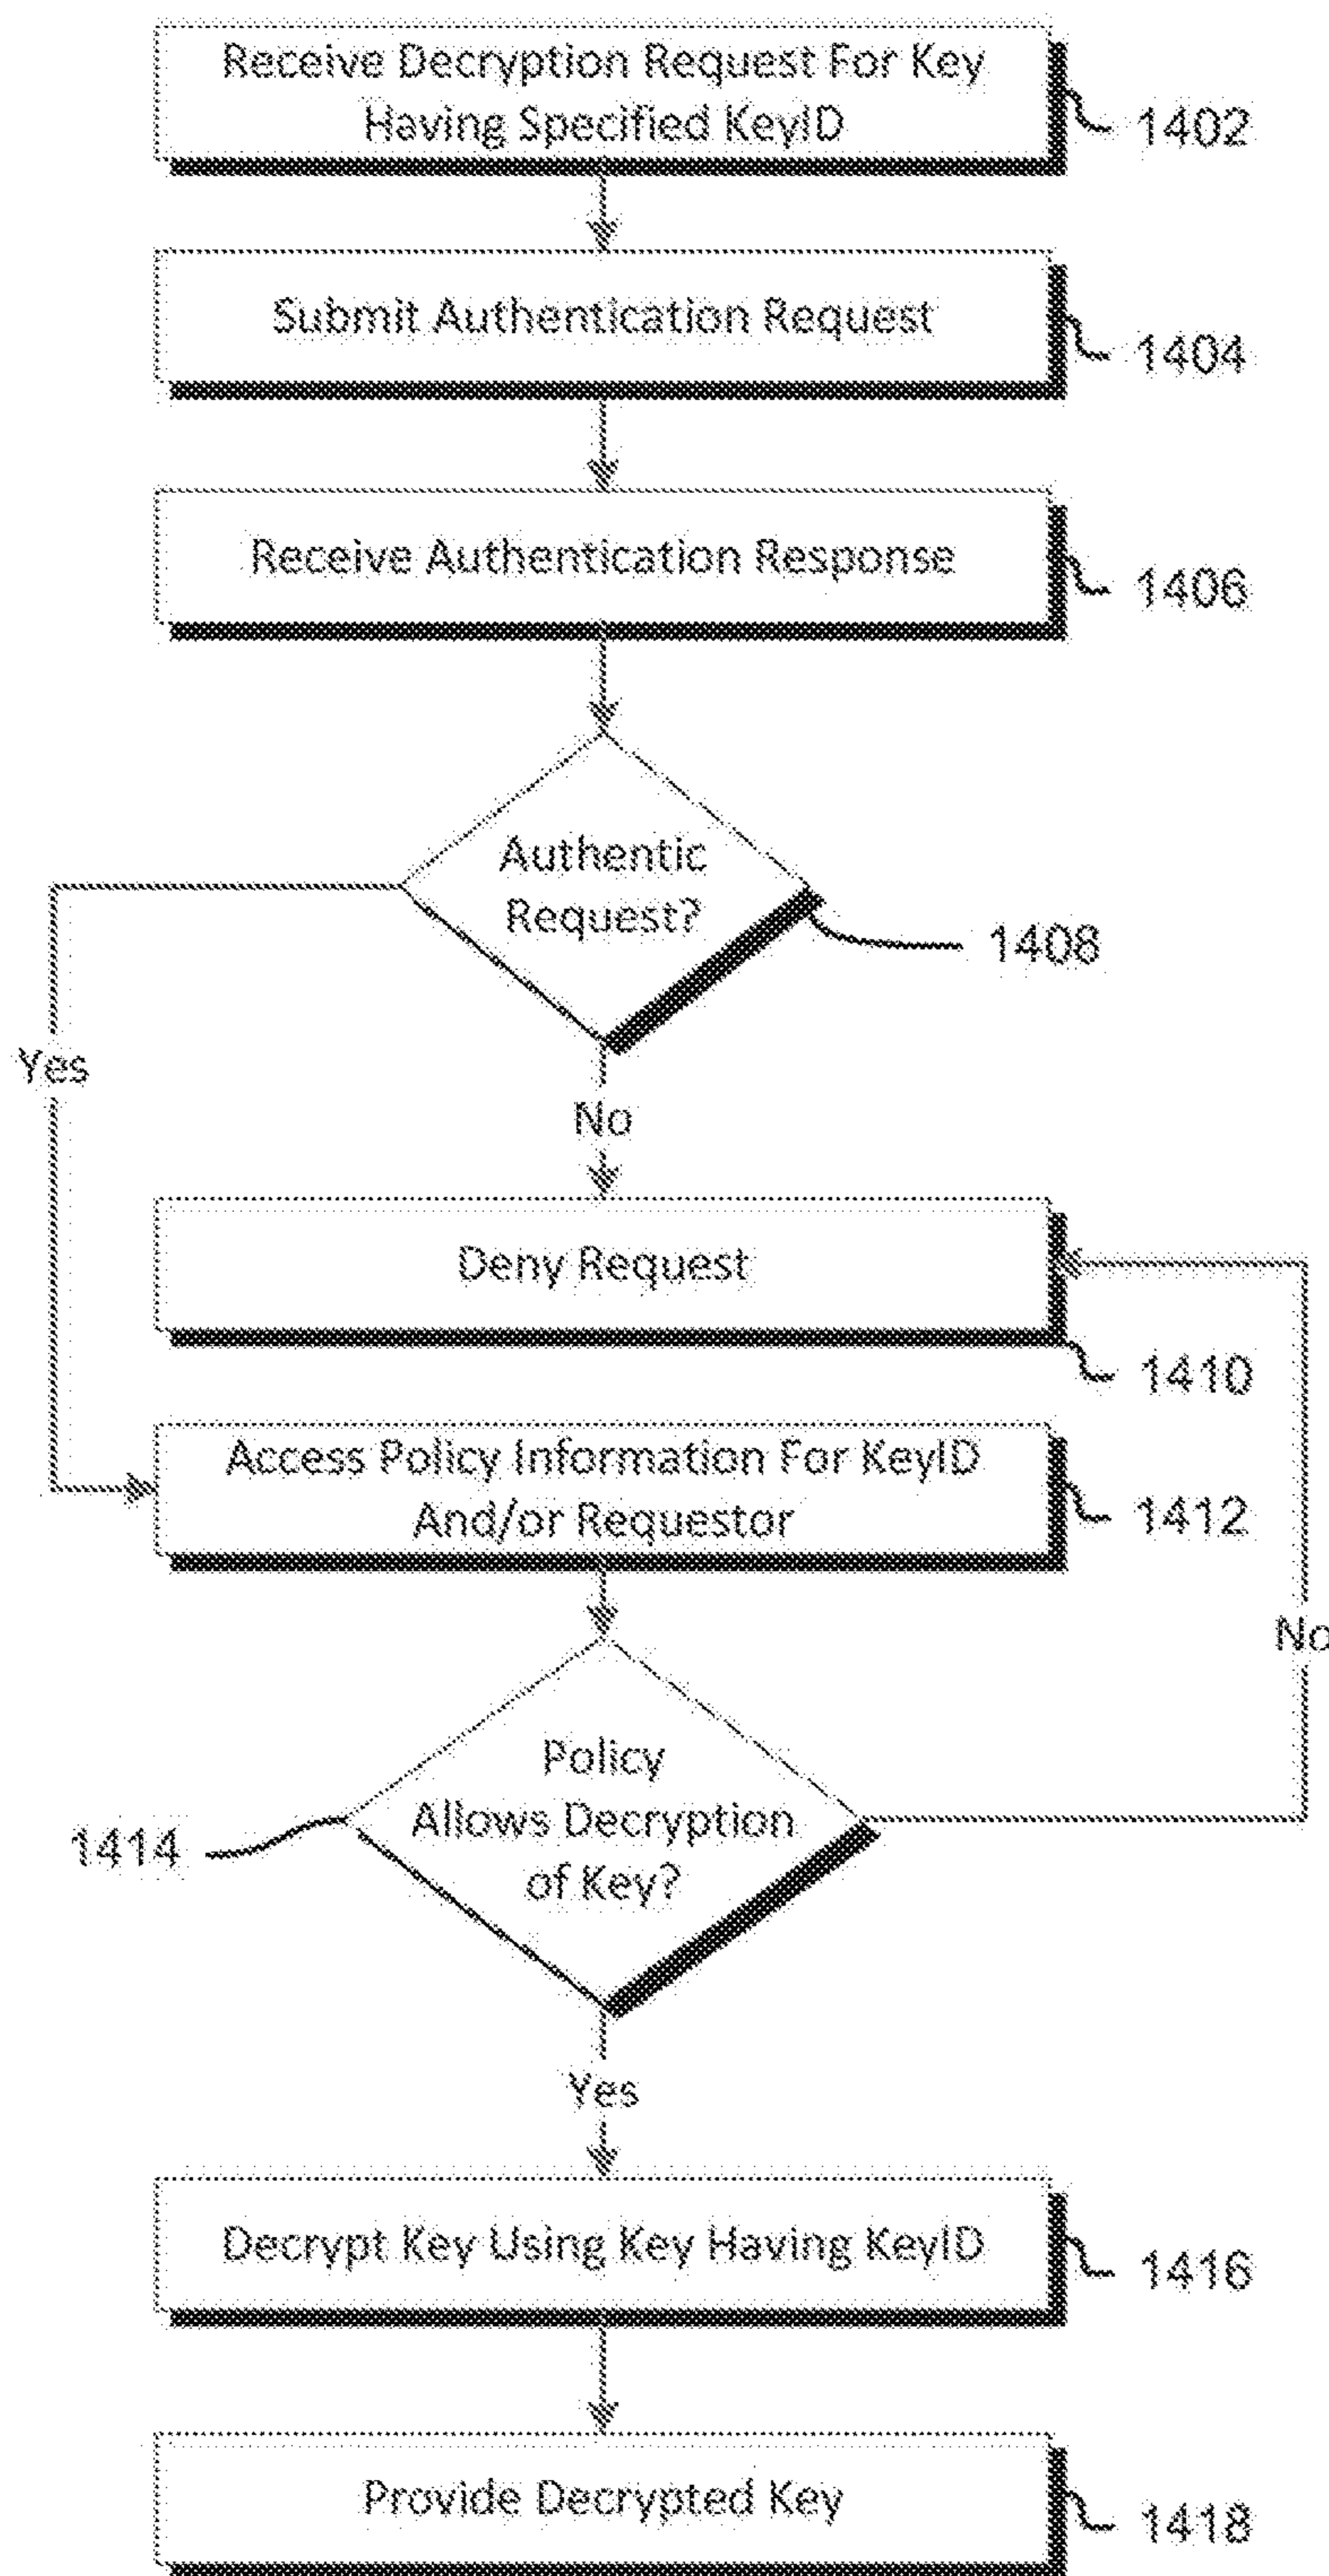 Receive Decryption Request For Key
Having Specified KeyID
1402
Submit Authentication Request
1404
Receive Authentication Response
1406
Authentic
Request?
1408
Yes
No
Deny Request
1410
Access Policy Information For KeyID
And/or Requestor
1412
No
Policy
Allows Decryption
of Key?
1414
Yes
Decrypt Key Using Key Having KeyID
1416
Provide Decrypted Key
1418